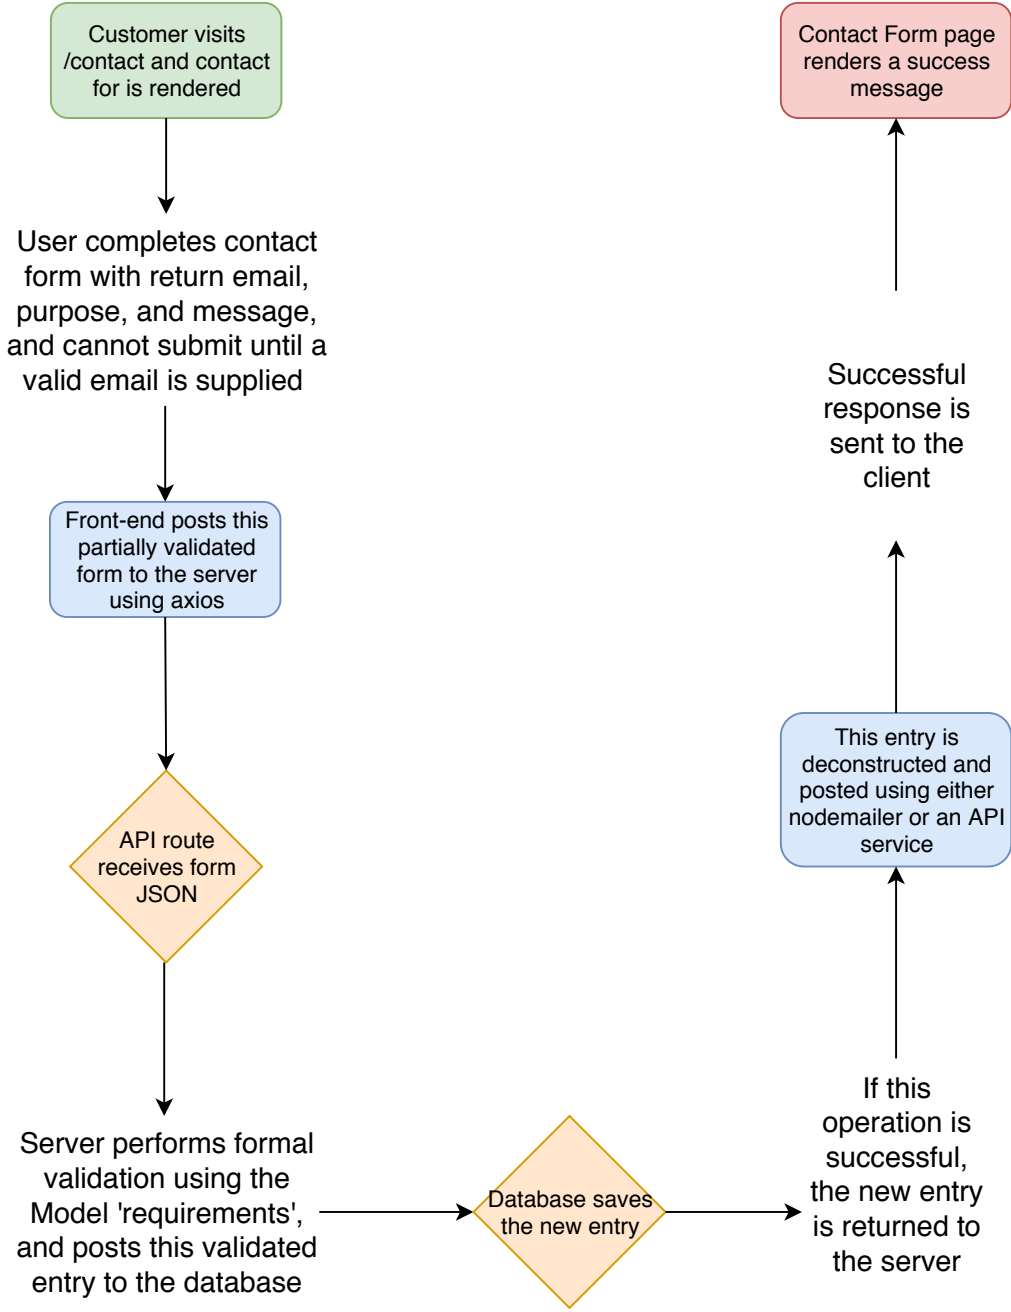 Customer visits
/contact and contact
for is rendered
User completes contact
form with return email,
purpose, and message,
and cannot submit until a
valid email is supplied
Front-end posts this
partially validated
form to the server
using axios
API route
receives form
JSON
Server performs formal
validation using the
Model 'requirements',
and posts this validated
entry to the database
Database saves
the new entry
If this
operation is
successful,
the new entry
is returned to
the server
This entry is
deconstructed and
posted using either
nodemailer or an API
service
Successful
response is
sent to the
client
Contact Form page
renders a success
message